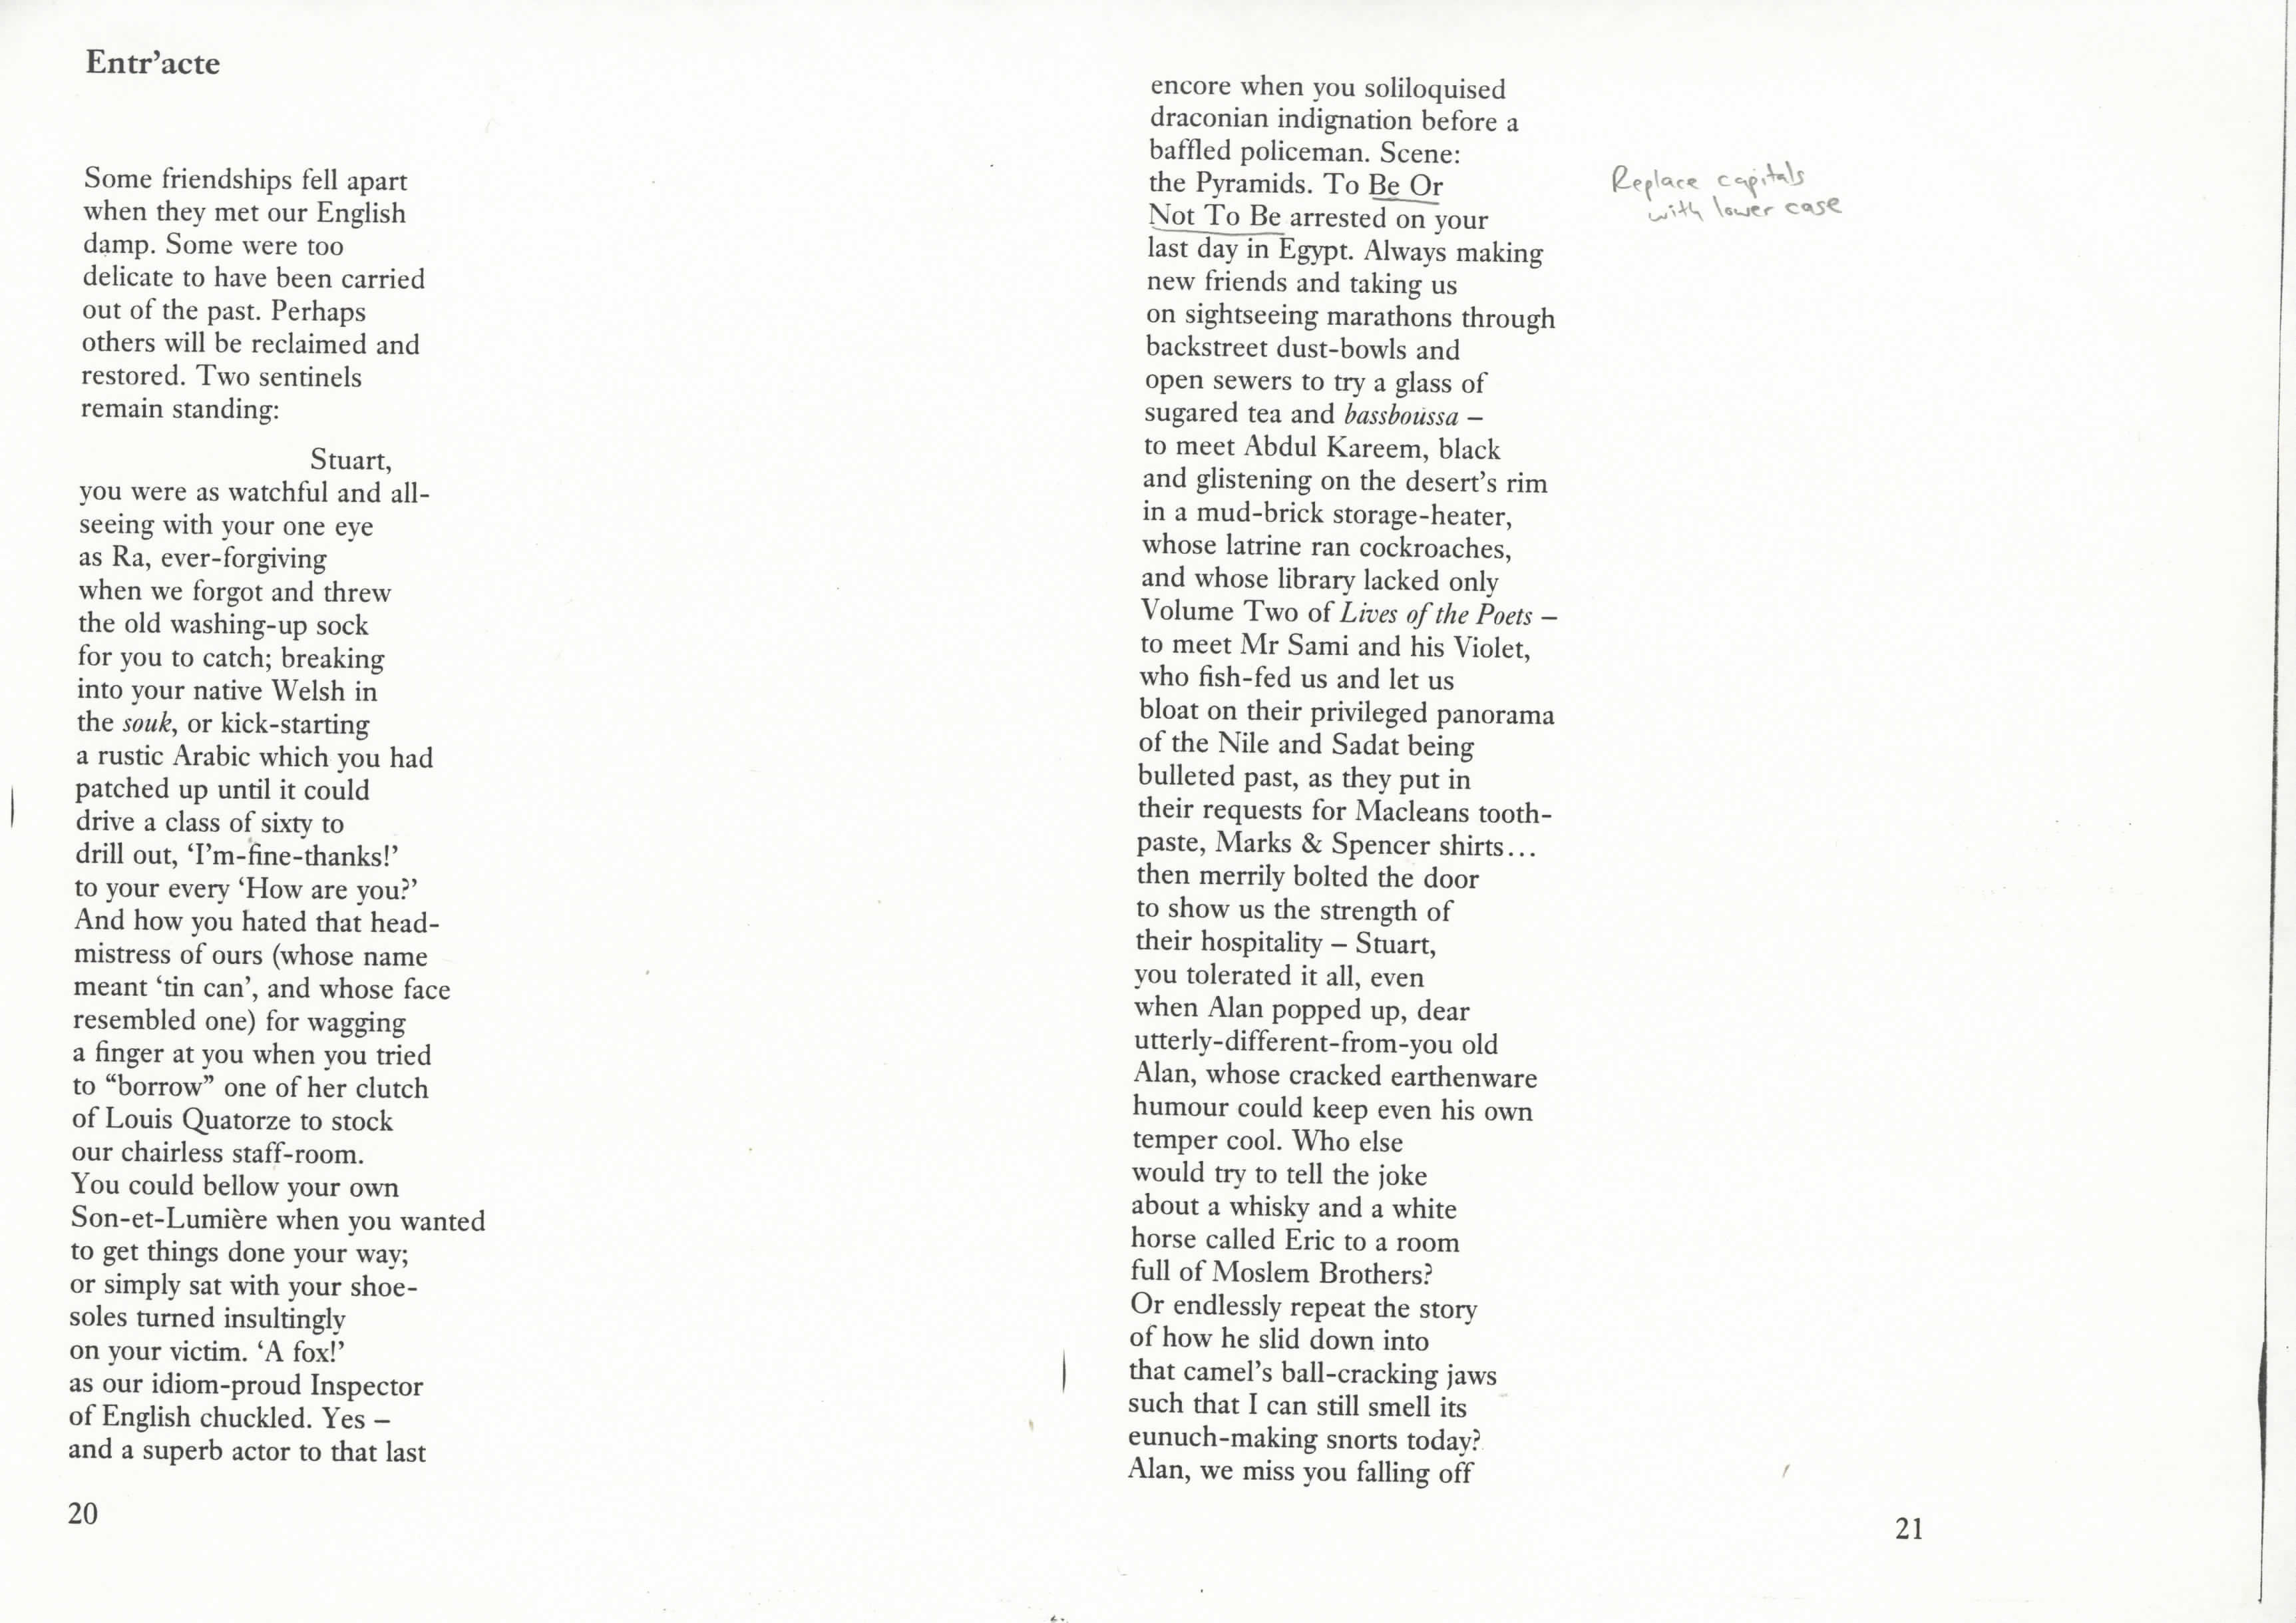 Entr’acte
Some friendships fell apart
when they met our English
damp. Some were too
delicate to have been carried
out of the past. Perhaps
others will be reclaimed and
restored. Two sentinels
remain standing:
Stuart,
you were as watchful and all-
seeing with your one eye
as Ra, ever-forgiving
when we forgot and threw
the old washing-up sock
for you to catch; breaking
into your native Welsh in
the souk, or kick-starting
a rustic Arabic which you had
patched up until it could
drive a class of sixty to
drill out, ‘I’m-fine-thanks!’
to your every ‘How are you?’
And how you hated that head-
mistress of ours (whose name
meant ‘tin can’, and whose face
resembled one) for wagging
a finger at you when you tried
to “borrow” one of her clutch
of Louis Quatorze to stock
our chairless staff-room.
You could bellow your own
Son-et-Lumière when you wanted
to get things done your way;
or simply sat with your shoe-
soles turned insultingly
on your victim. ‘A fox!’
as our idiom-proud Inspector
of English chuckled. Yes –
and a superb actor to that last
20
encore when you soliloquised
draconian indignation before a
baffled policeman. Scene:
the Pyramids. To Be Or
Not To Be arrested on your
last day in Egypt. Always making
new friends and taking us
on sightseeing marathons through
backstreet dust-bowls and
open sewers to try a glass of
sugared tea and bassboussa –
to meet Abdul Kareem, black
and glistening on the desert’s rim
in a mud-brick storage-heater,
whose latrine ran cockroaches,
and whose library lacked only
Volume Two of Lives of the Poets –
to meet Mr Sami and his Violet,
who fish-fed us and let us
bloat on their privileged panorama
of the Nile and Sadat being
bulleted past, as they put in
their requests for Macleans tooth-
paste, Marks & Spencer shirts...
then merrily bolted the door
to show us the strength of
their hospitality – Stuart,
you tolerated it all, even
when Alan popped up, dear
utterly-different-from-you old
Alan, whose cracked earthenware
humour could keep even his own
temper cool. Who else
would try to tell the joke
about a whisky and a white
horse called Eric to a room
full of Moslem Brothers?
Or endlessly repeat the story
of how he slid down into
that camel’s ball-cracking jaws
such that I can still smell its
eunuch-making snorts today?
Alan, we miss you falling off
21
Replace capitals
with lower case